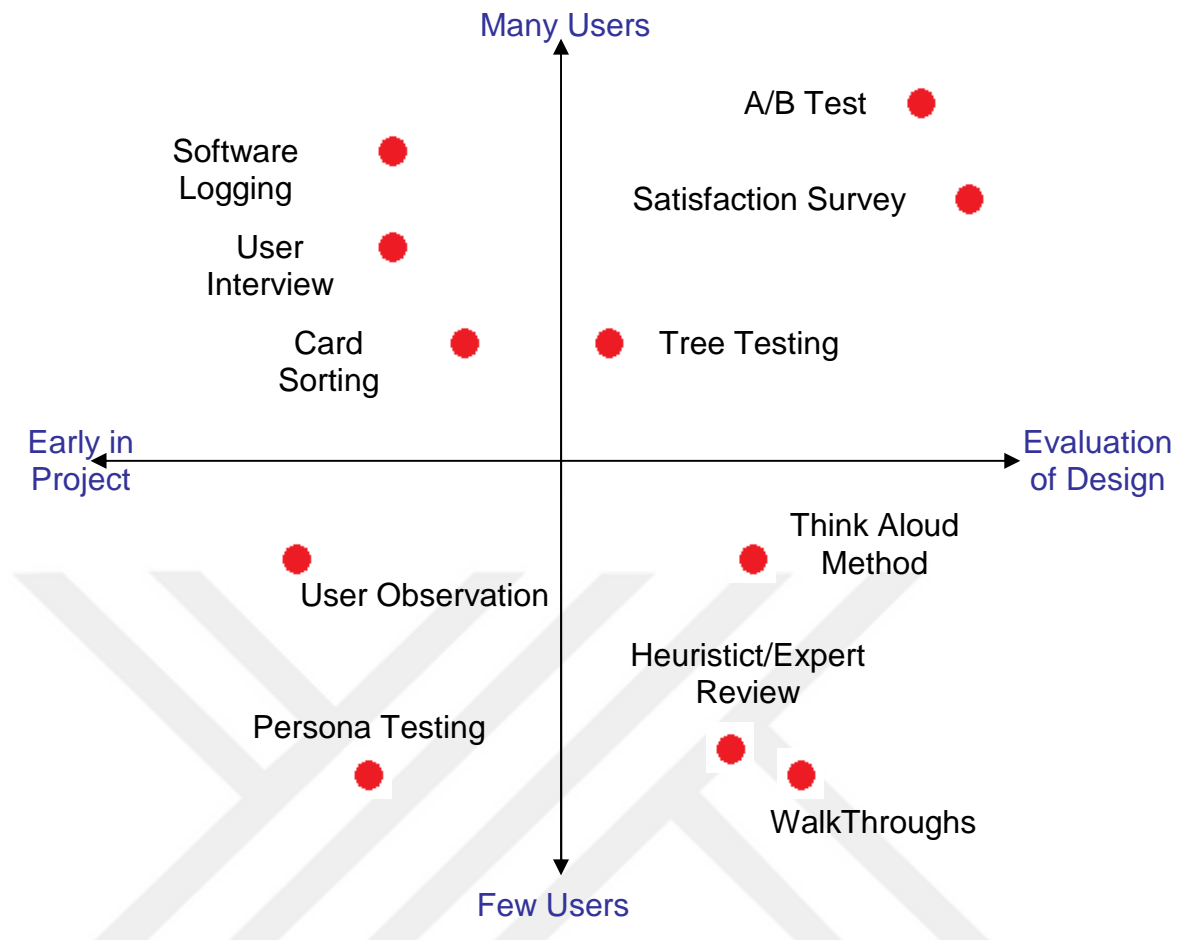 Many Users
A/B Test
Software
Logging
Satisfaction Survey
User
Interview
Card
Sorting
Tree Testing
Early in
Project
Evaluation
of Design
Think Aloud
Method
User Observation
Heuristict/Expert
Review
Persona Testing
WalkThroughs
Few Users